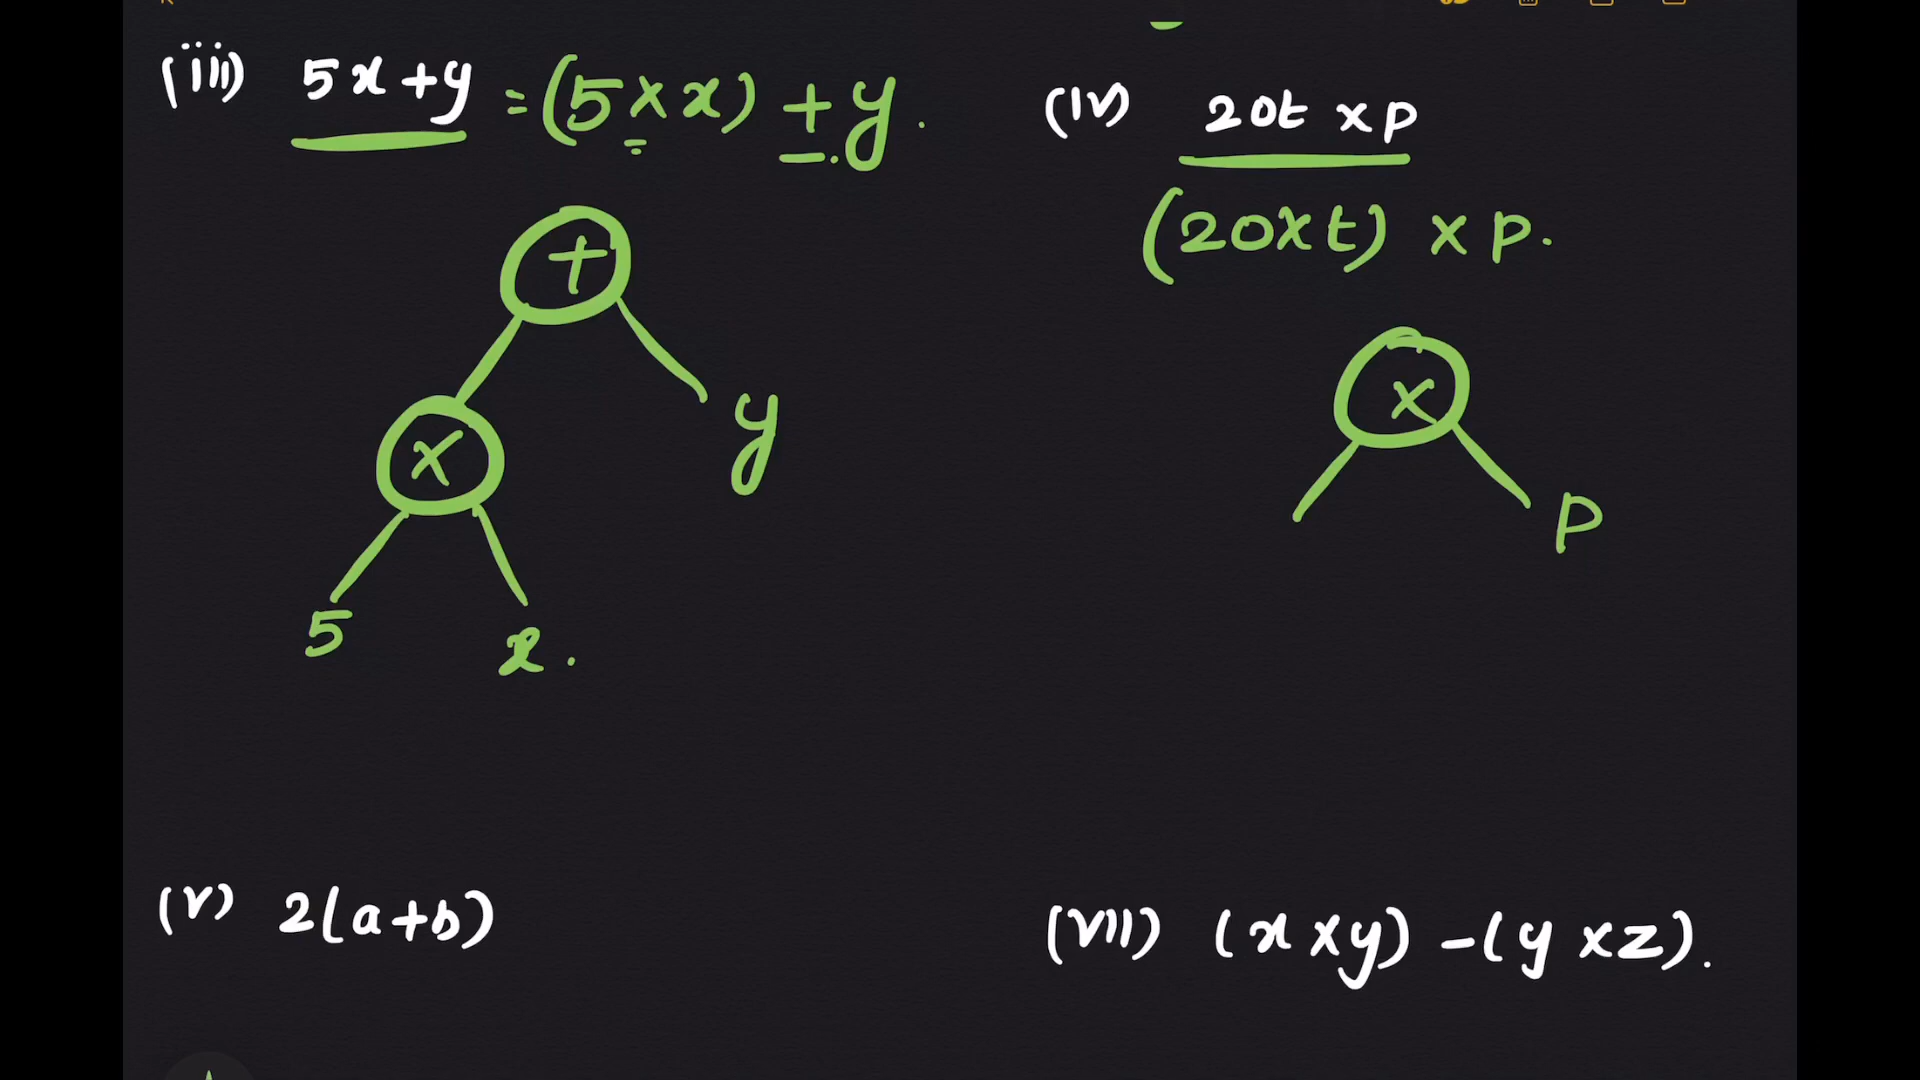 (iii) 5x+y = (5×x) + y.
+
× y
5 x.
(iv) 20t × p
(20×t) × p.
×
p
(v) 2(a+b)
(vii) (x×y) -(y×z).